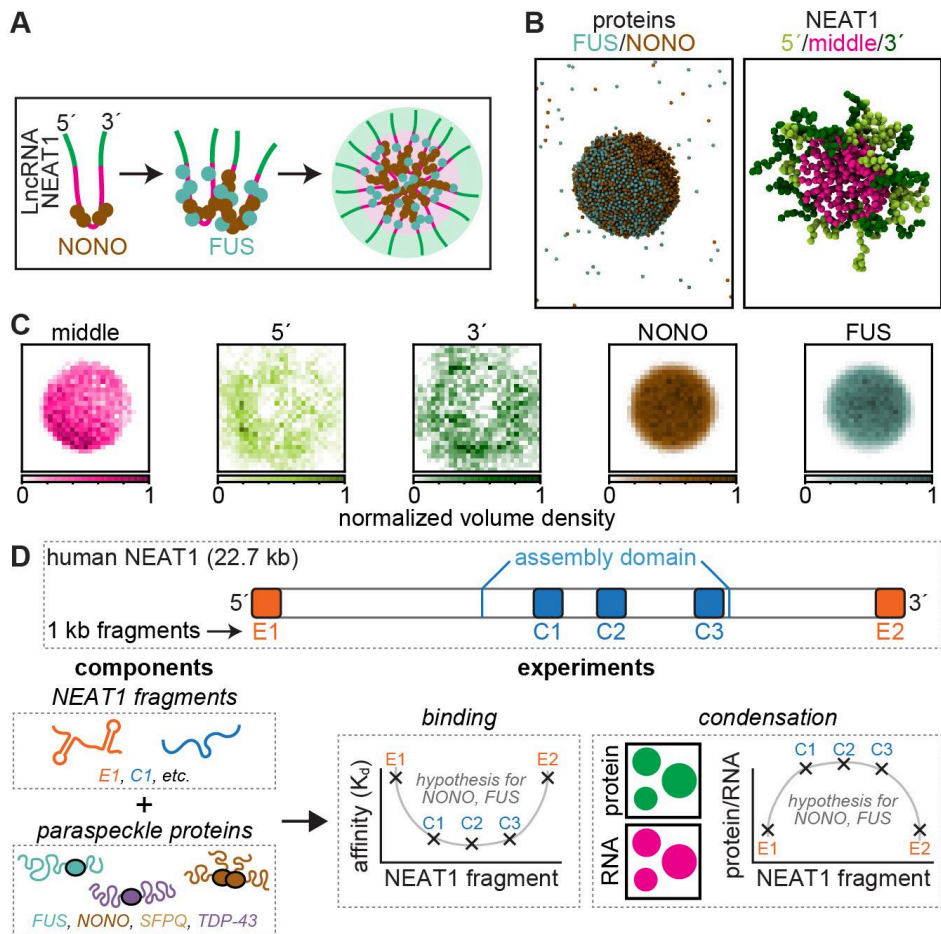 A
LncRNA
NEAT1
5´ 3´
NONO
FUS
B
proteins
FUS/NONO
NEAT1
5´/middle/3´
C
middle
5´
3´
NONO
FUS
0 1
0 1
0 1
0 1
0 1
normalized volume density
D
human NEAT1 (22.7 kb)
assembly domain
5´
3´
1 kb fragments
E1
C1
C2
C3
E2
components
NEAT1 fragments
E1, C1, etc.
+
paraspeckle proteins
FUS, NONO, SFPQ, TDP-43
experiments
binding
affinity (Kd)
E1
E2
hypothesis for
NONO, FUS
C1 C2 C3
NEAT1 fragment
condensation
protein
RNA
protein/RNA
C1 C2 C3
hypothesis for
NONO, FUS
E1
E2
NEAT1 fragment